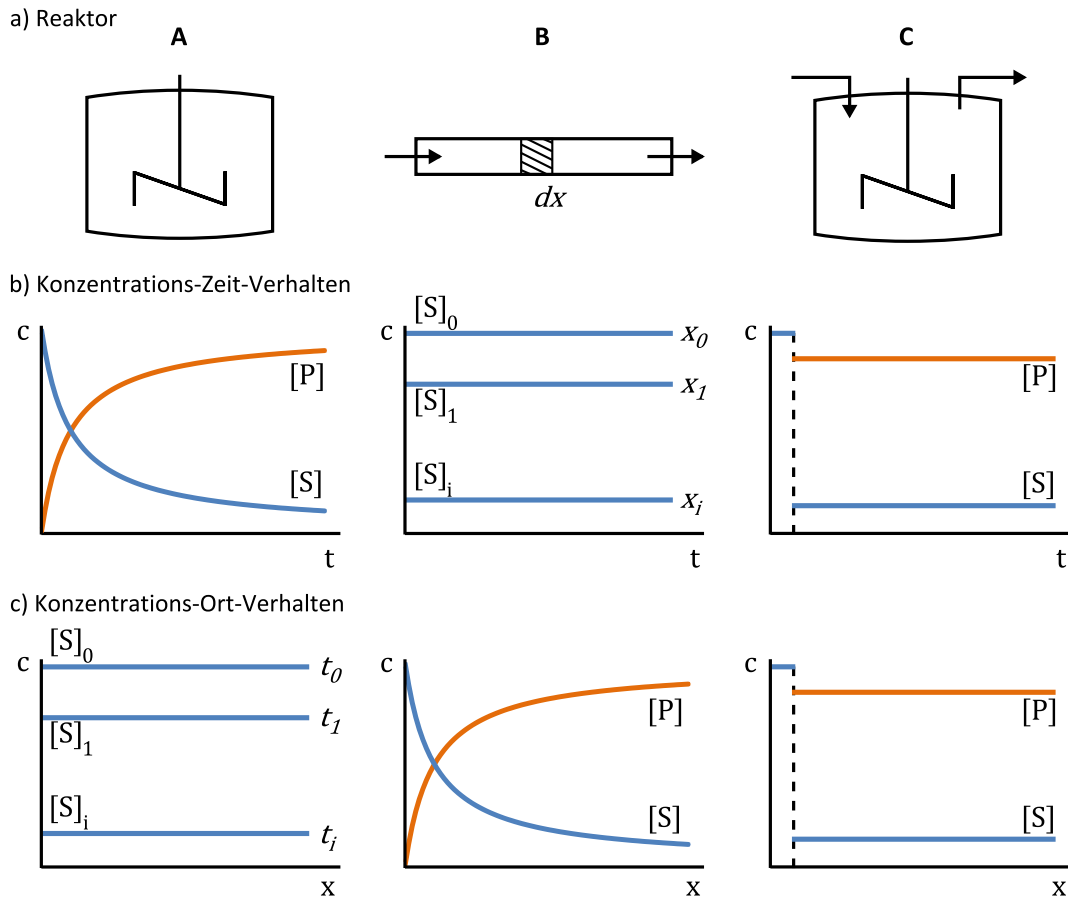 a) Reaktor
A
B
C
dx
b) Konzentrations-Zeit-Verhalten
c
[P]
[S]
t
c
[S]0
x0
[S]1
x1
[S]i
xi
t
c
[P]
[S]
t
c) Konzentrations-Ort-Verhalten
c
[S]0
t0
[S]1
t1
[S]i
ti
x
c
[P]
[S]
x
c
[P]
[S]
x